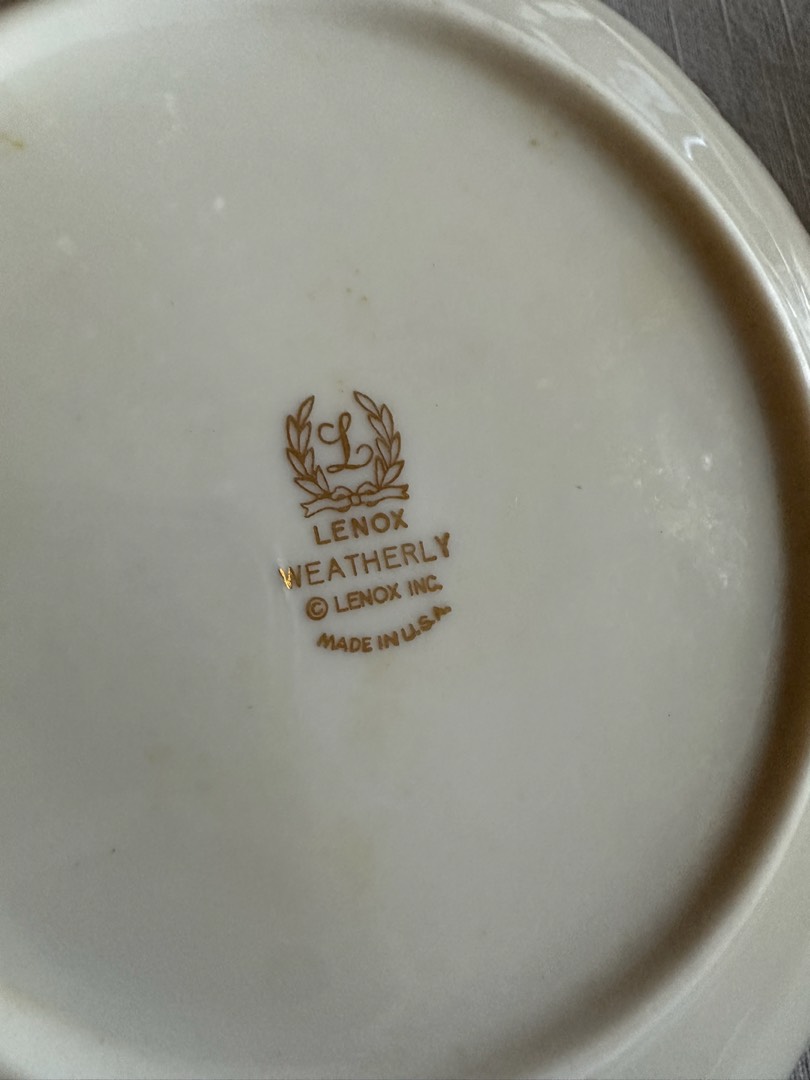 L
LENOX
WEATHERLY
© LENOX INC.
MADE IN U.S.A.